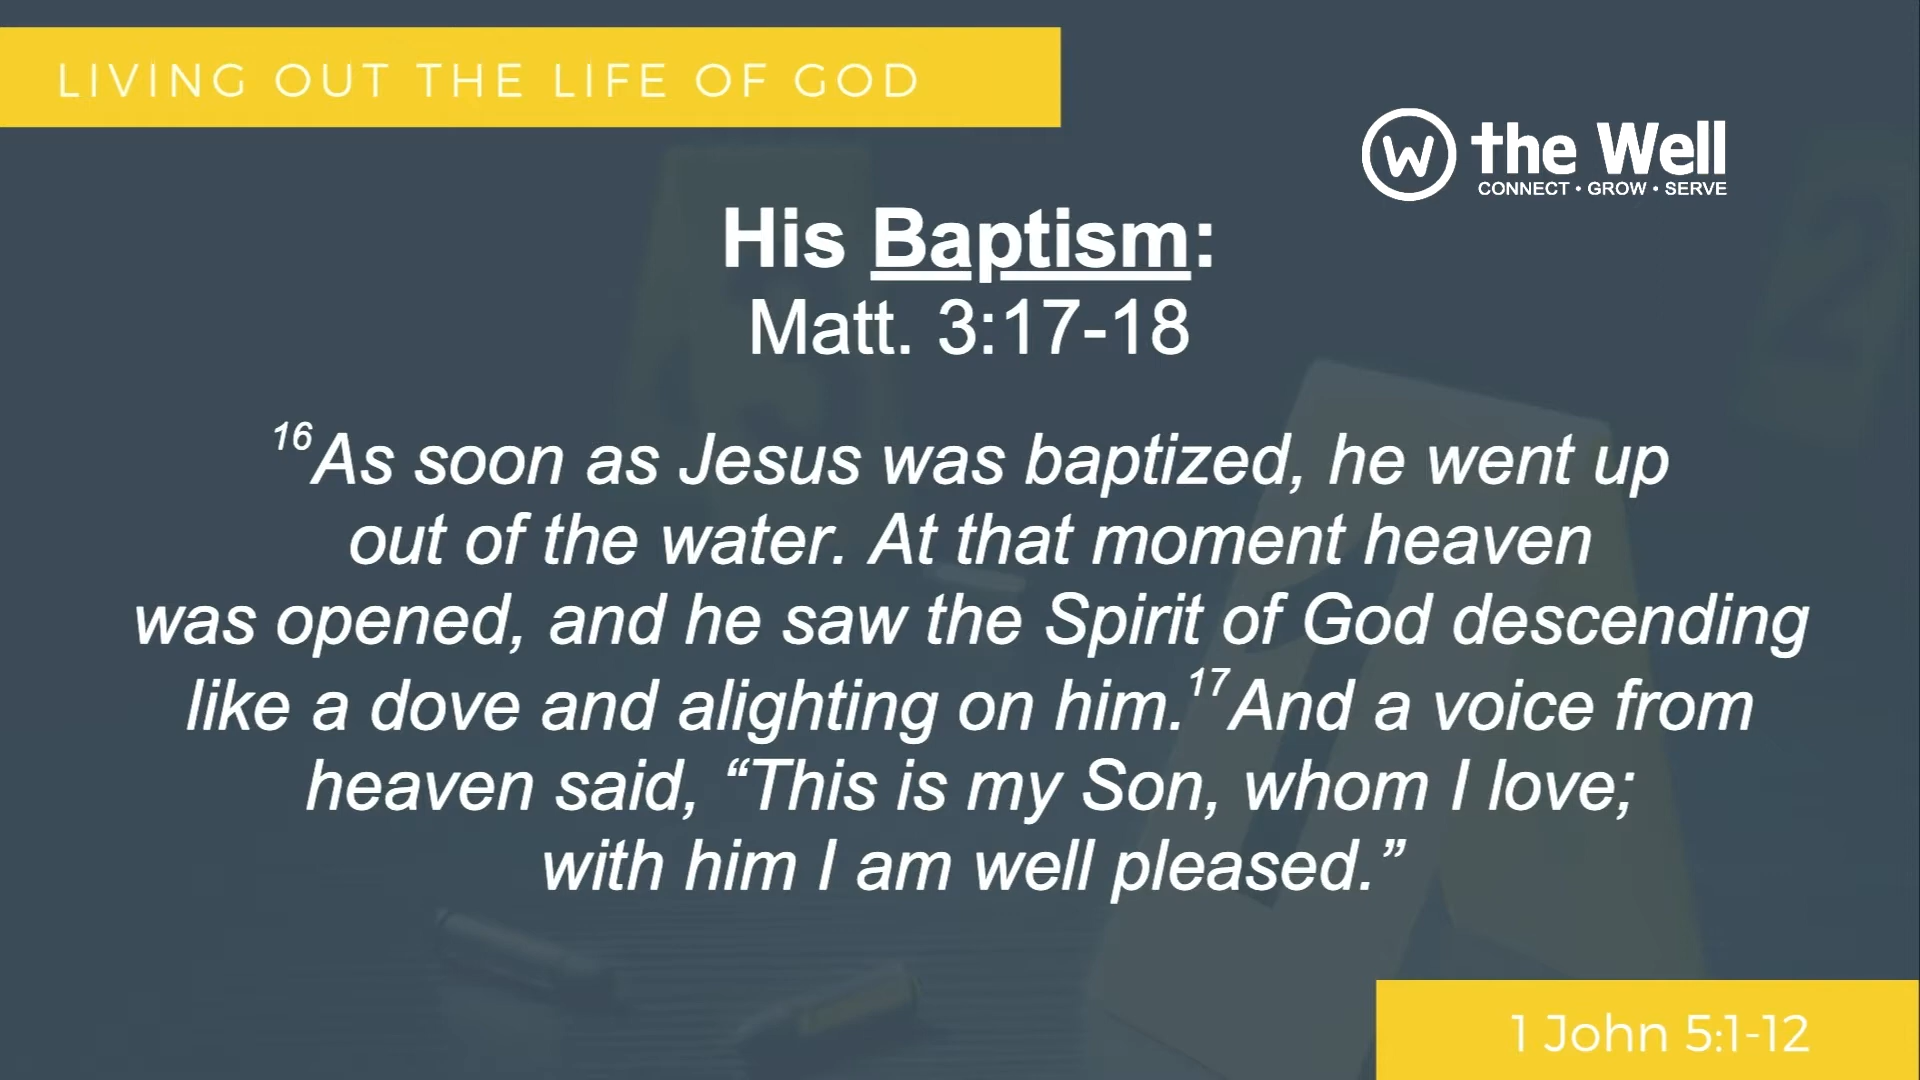 LIVING OUT THE LIFE OF GOD
W the Well
CONNECT • GROW • SERVE
His Baptism:
Matt. 3:17-18
16As soon as Jesus was baptized, he went up
out of the water. At that moment heaven
was opened, and he saw the Spirit of God descending
like a dove and alighting on him.17And a voice from
heaven said, “This is my Son, whom I love;
with him I am well pleased.”
1 John 5:1-12